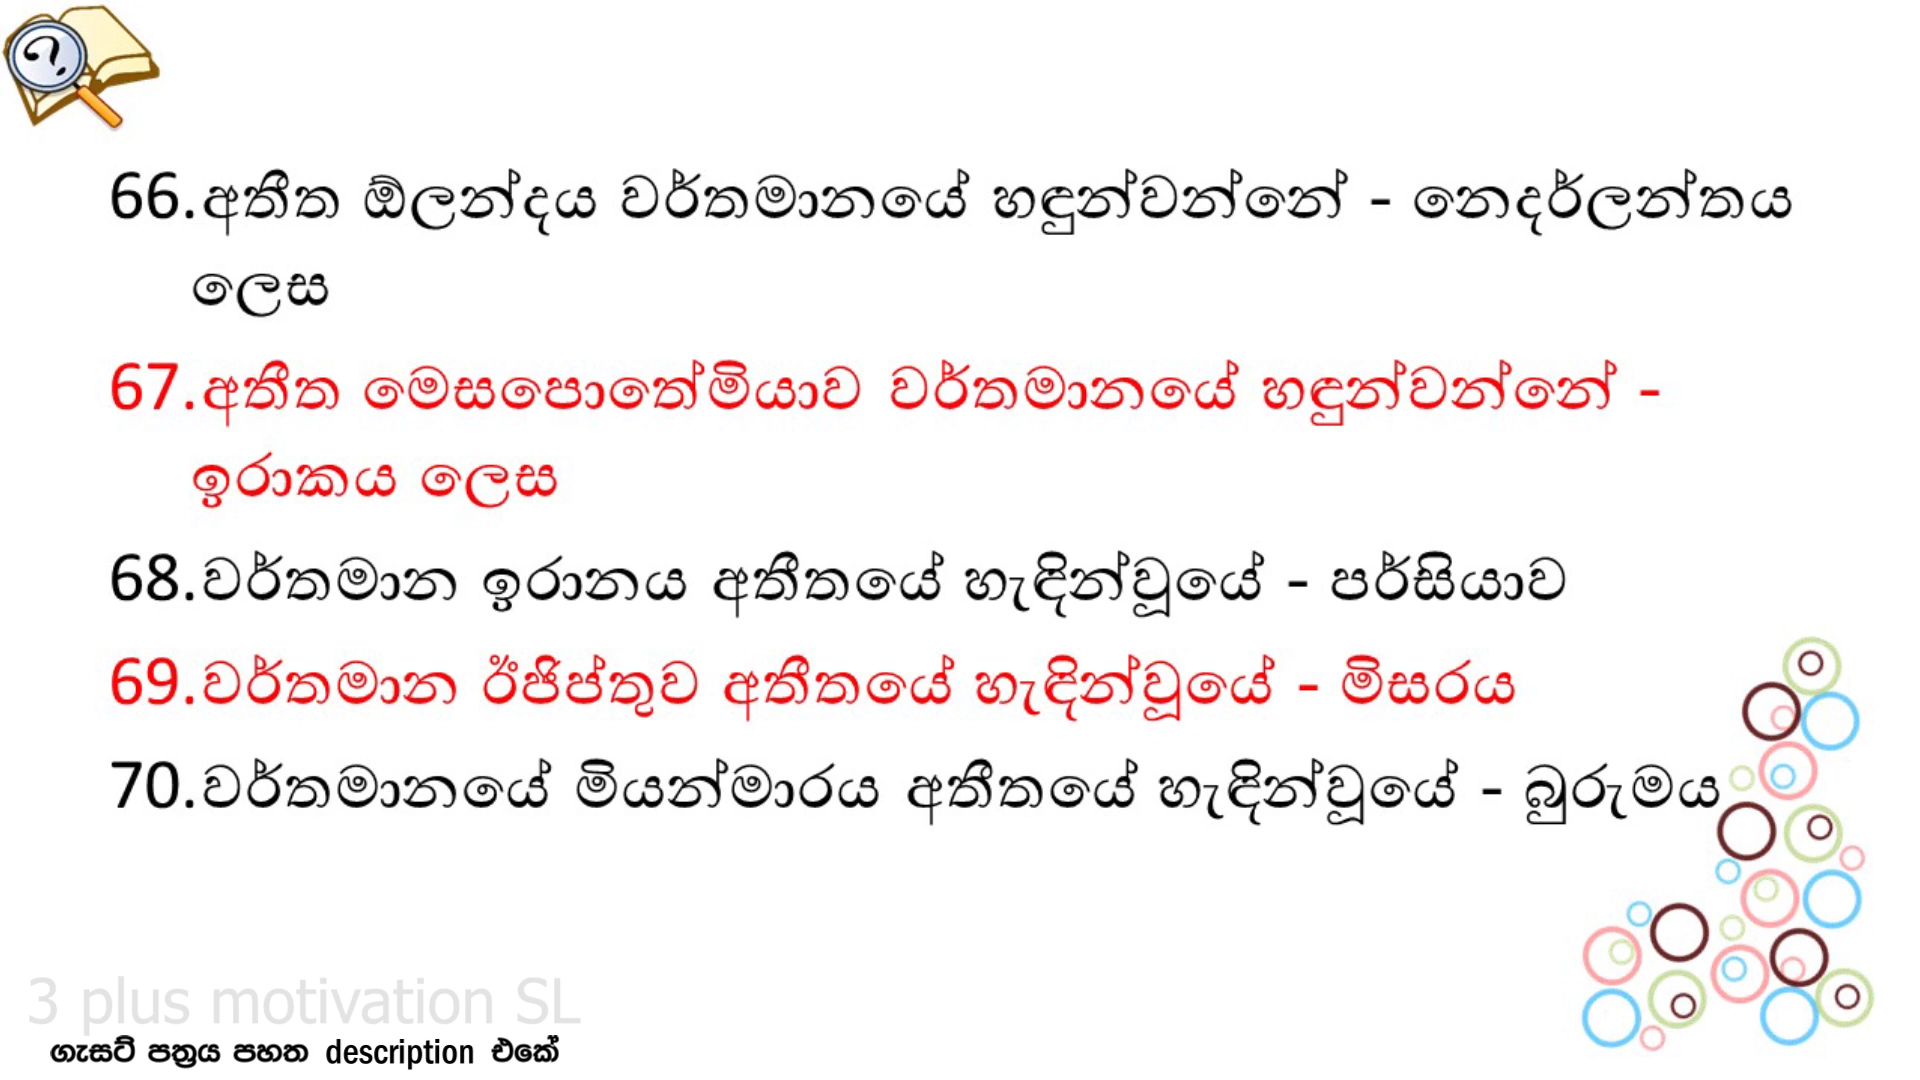 66.අතීත ඕලන්දය වර්තමානයේ හඳුන්වන්නේ - නෙදර්ලන්තය
ලෙස
67.අතීත මෙසපොතේමියාව වර්තමානයේ හඳුන්වන්නේ -
ඉරාකය ලෙස
68.වර්තමාන ඉරානය අතීතයේ හැඳින්වූයේ - පර්සියාව
69.වර්තමාන ඊජිප්තුව අතීතයේ හැඳින්වූයේ - මිසරය
70.වර්තමානයේ මියන්මාරය අතීතයේ හැඳින්වූයේ - බුරුමය
3 plus motivation SL
ගැසට් පත්‍රය පහත description එකේ